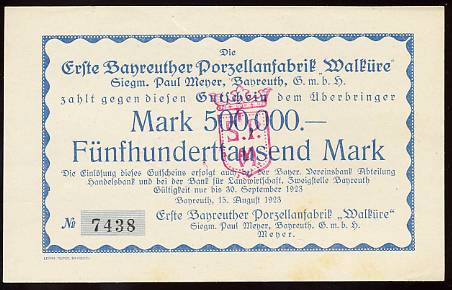 Die
Erste Bayreuther Porzellanfabrik „Walküre"
Siegm. Paul Meyer, Bayreuth, G. m. b. H.
zahlt gegen diesen Gutschein dem Überbringer
Mark 500,000.—
Fünfhunderttausend Mark
Die Einlösung dieses Gutscheins erfolgt auch bei der Bayer. Vereinsbank Abteilung
Handelsbank und bei der Bank für Landwirtschaft, Zweigstelle Bayreuth
Gültigkeit nur bis 30. September 1923
Bayreuth, 15. August 1923
№ 7438
Erste Bayreuther Porzellanfabrik „Walküre"
Siegm. Paul Meyer, Bayreuth, G. m. b. H.
Meyer.
S. P.
M.